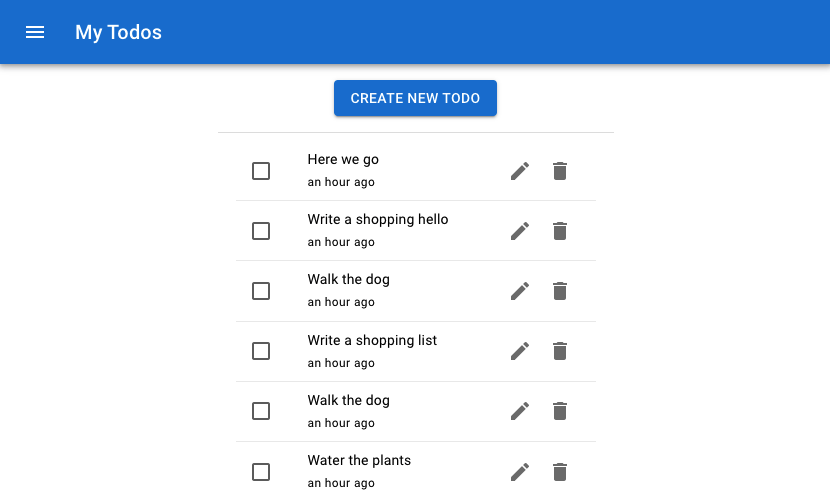 My Todos
CREATE NEW TODO
Here we go
an hour ago
Write a shopping hello
an hour ago
Walk the dog
an hour ago
Write a shopping list
an hour ago
Walk the dog
an hour ago
Water the plants
an hour ago